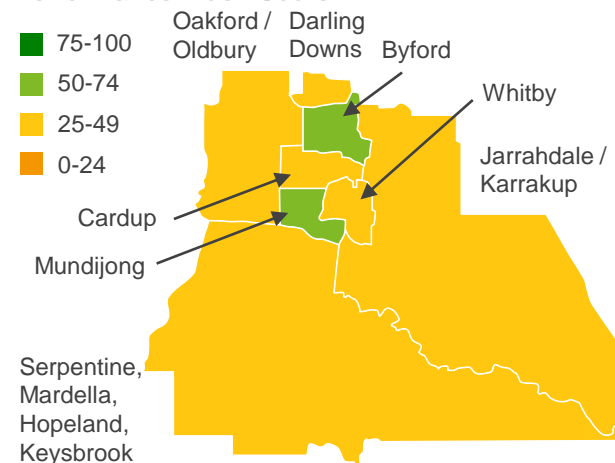 75-100
50-74
25-49
0-24
Oakford /
Oldbury
Darling
Downs
Byford
Whitby
Jarrahdale /
Karrakup
Cardup
Mundijong
Serpentine,
Mardella,
Hopeland,
Keysbrook